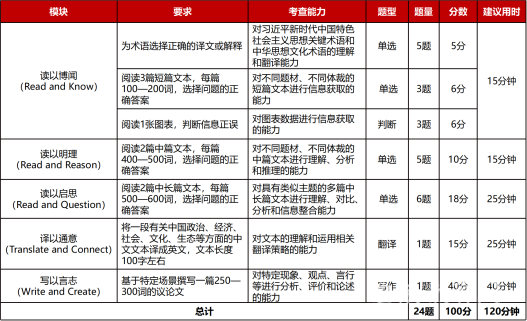 模块 要求 考查能力 题型 题量 分数 建议用时
读以博闻
(Read and Know)
为术语选择正确的译文或解释
对习近平新时代中国特色
社会主义思想关键术语和
中华思想文化术语的理解
和翻译能力
单选 5题 5分
阅读3篇短篇文本，每篇
100—200词，选择问题的正
确答案
对不同题材、不同体裁的
短篇文本进行信息获取的
能力
单选 3题 6分
15分钟
阅读1张图表，判断信息正误
对图表数据进行信息获取
的能力
判断 3题 6分
读以明理
(Read and Reason)
阅读2篇中篇文本，每篇
400—500词，选择问题的正
确答案
对不同题材、不同体裁的
中篇文本进行理解、分析
和推理的能力
单选 5题 10分 15分钟
读以启思
(Read and Question)
阅读2篇中长篇文本，每篇
500—600词，选择问题的正
确答案
对具有类似主题的多篇中
长篇文本进行理解、对比、
分析和信息整合能力
单选 6题 18分 25分钟
译以通意
(Translate and Connect)
将一段有关中国政治、经济、
社会、文化、生态等方面的中
文文本译成英文，文本长度
100字左右
对文本的理解和运用相关
翻译策略的能力
翻译 1题 15分 25分钟
写以言志
(Write and Create)
基于特定场景撰写一篇250—
300词的议论文
对特定现象、观点、言行
等进行分析、评价和论述
的能力
写作 1题 40分 40分钟
总计 24题 100分 120分钟